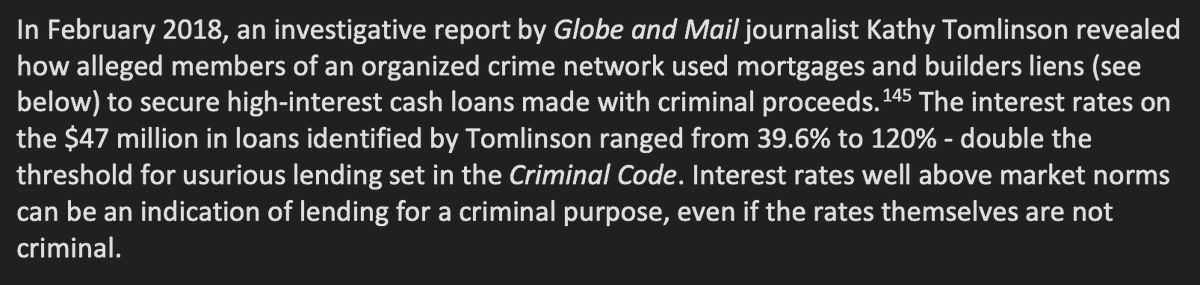 In February 2018, an investigative report by Globe and Mail journalist Kathy Tomlinson revealed
how alleged members of an organized crime network used mortgages and builders liens (see
below) to secure high-interest cash loans made with criminal proceeds.145 The interest rates on
the $47 million in loans identified by Tomlinson ranged from 39.6% to 120% - double the
threshold for usurious lending set in the Criminal Code. Interest rates well above market norms
can be an indication of lending for a criminal purpose, even if the rates themselves are not
criminal.